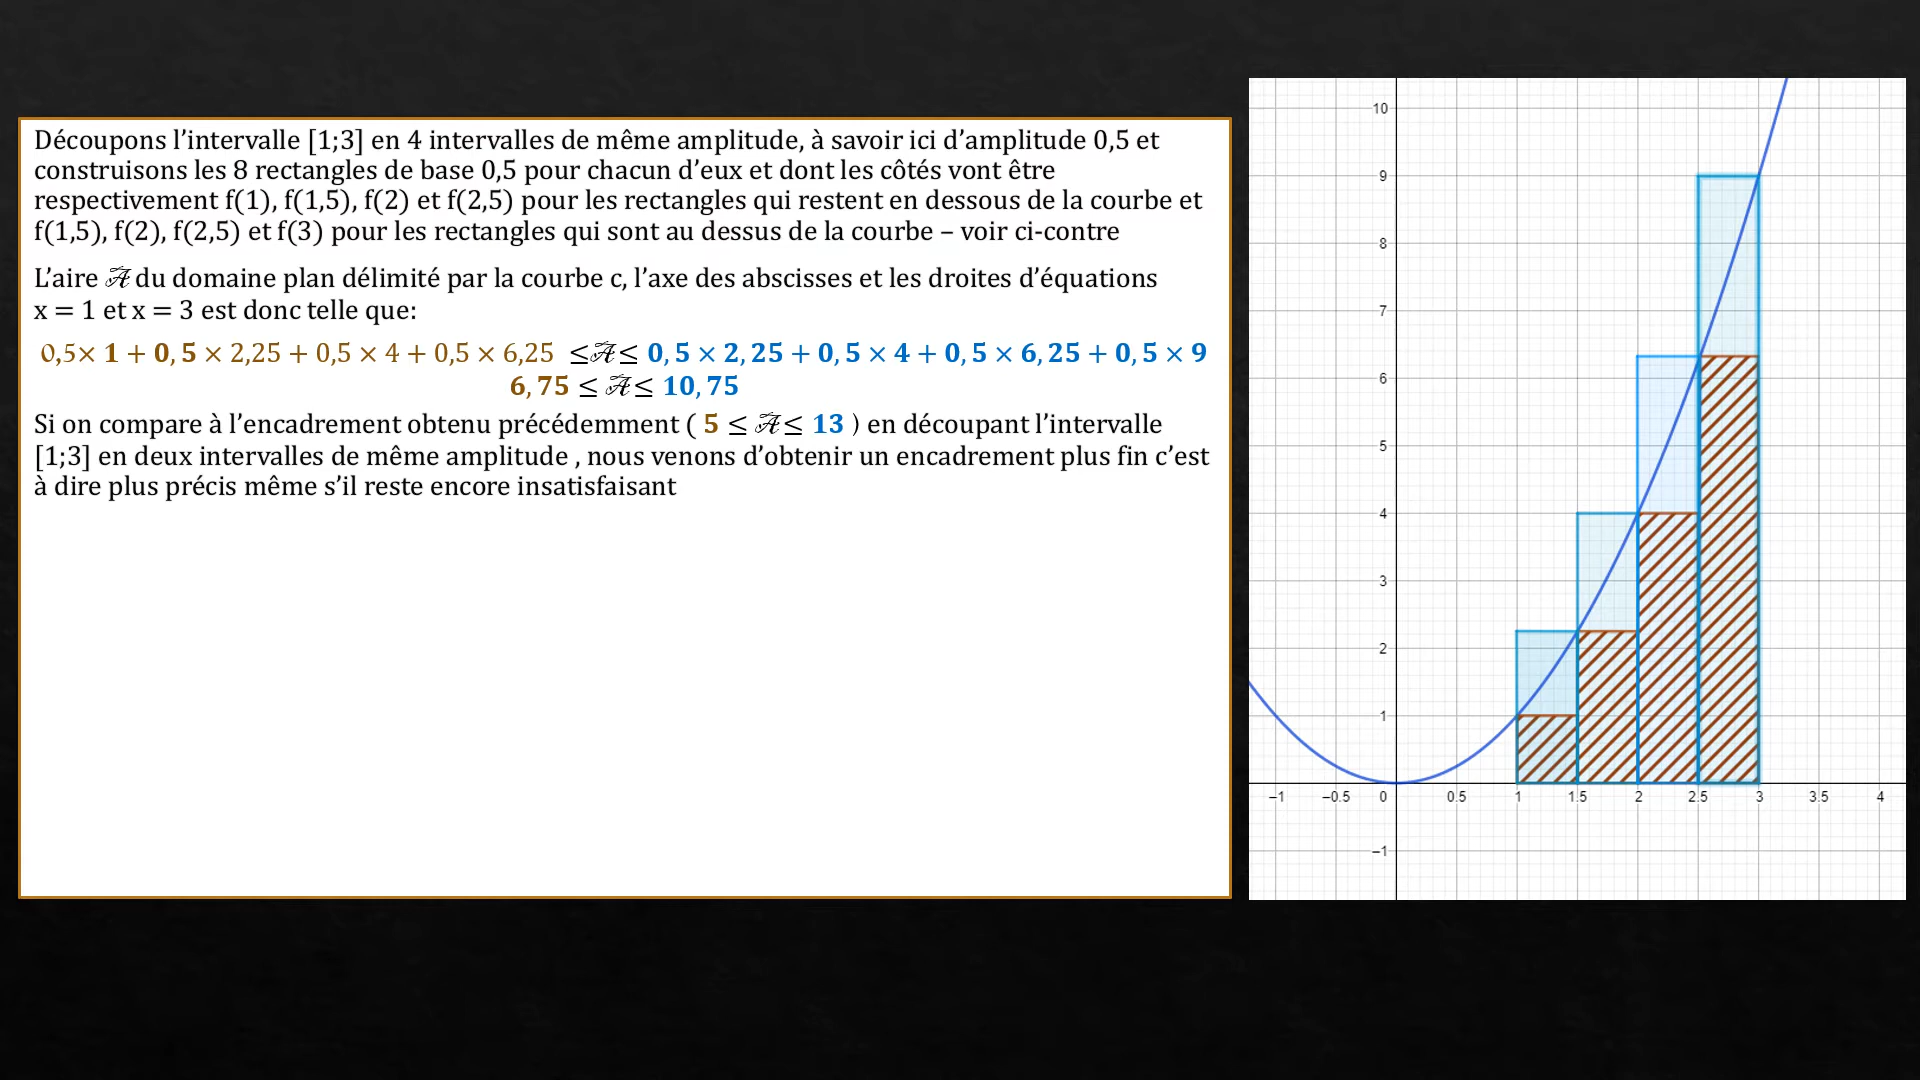 Découpons l’intervalle [1;3] en 4 intervalles de même amplitude, à savoir ici d’amplitude 0,5 et
construisons les 8 rectangles de base 0,5 pour chacun d’eux et dont les côtés vont être
respectivement f(1), f(1,5), f(2) et f(2,5) pour les rectangles qui restent en dessous de la courbe et
f(1,5), f(2), f(2,5) et f(3) pour les rectangles qui sont au dessus de la courbe – voir ci-contre
L’aire 𝒜 du domaine plan délimité par la courbe c, l’axe des abscisses et les droites d’équations
x = 1 et x = 3 est donc telle que:
0,5× 1 + 0,5 × 2,25 + 0,5 × 4 + 0,5 × 6,25 ≤𝒜≤ 0,5 × 2,25 + 0,5 × 4 + 0,5 × 6,25 + 0,5 × 9
6,75 ≤ 𝒜≤ 10,75
Si on compare à l’encadrement obtenu précédemment ( 5 ≤ 𝒜≤ 13 ) en découpant l’intervalle
[1;3] en deux intervalles de même amplitude , nous venons d’obtenir un encadrement plus fin c’est
à dire plus précis même s’il reste encore insatisfaisant
10
9
8
7
6
5
4
3
2
1
−1 −0.5 0 0.5 1 1.5 2 2.5 3 3.5 4
−1